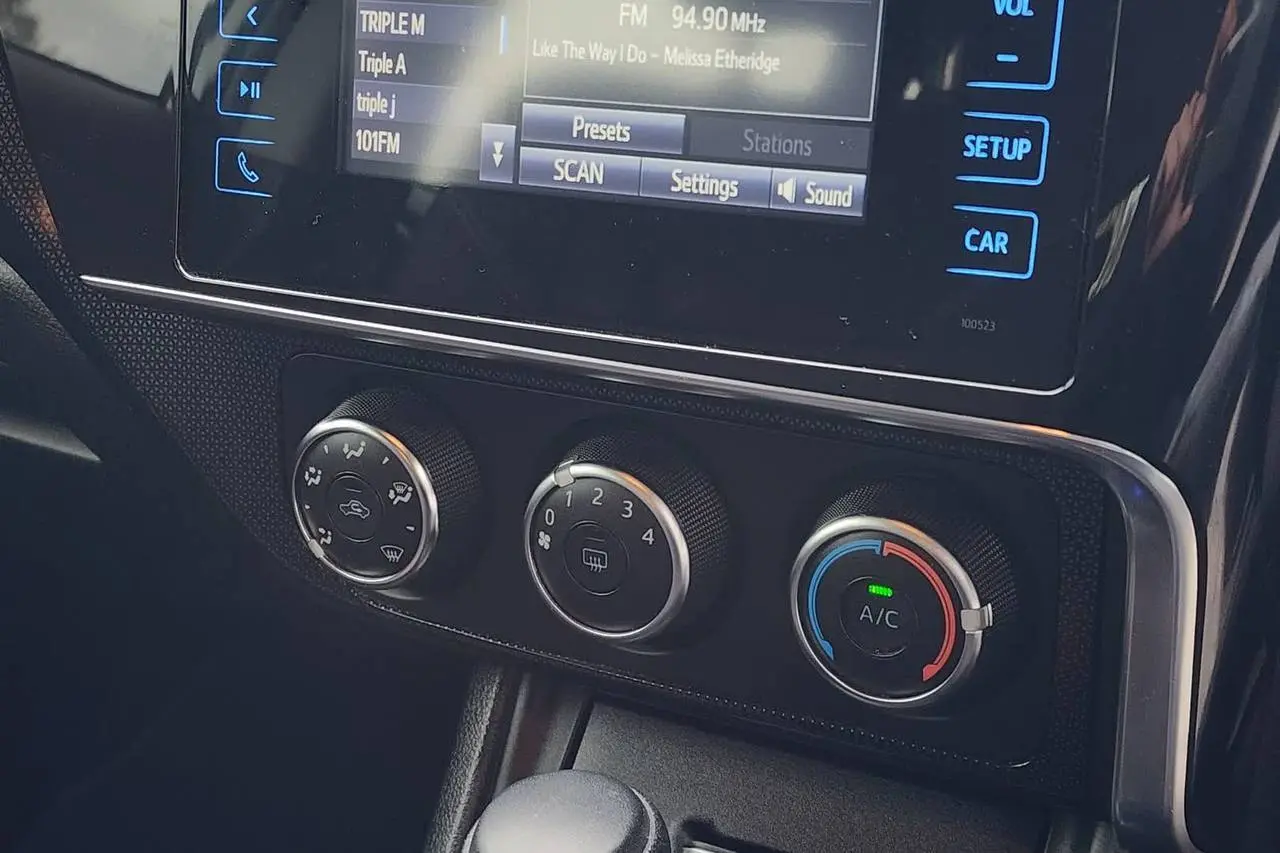 VOL
FM 94.90 MHz
Like The Way I Do - Melissa Etheridge
TRIPLE M
Triple A
triple j
101FM
Presets
Stations
SCAN
Settings
Sound
SETUP
CAR
100523
0 1 2 3 4
A/C